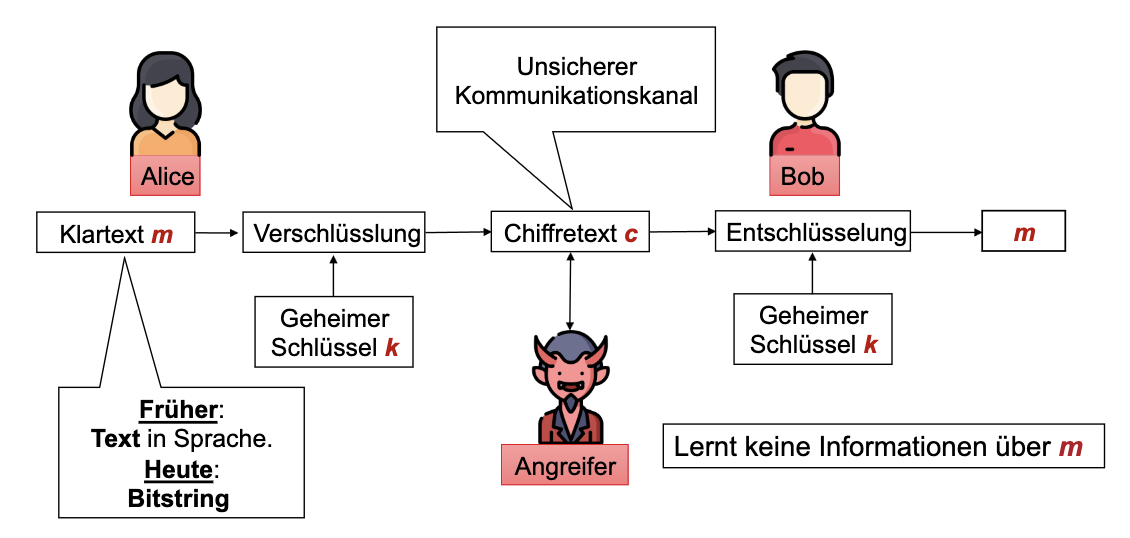 Unsicherer
Kommunikationskanal
Alice
Bob
Klartext m
Verschlüsslung
Chiffretext c
Entschlüsselung
m
Geheimer
Schlüssel k
Geheimer
Schlüssel k
Früher:
Text in Sprache.
Heute:
Bitstring
Angreifer
Lernt keine Informationen über m